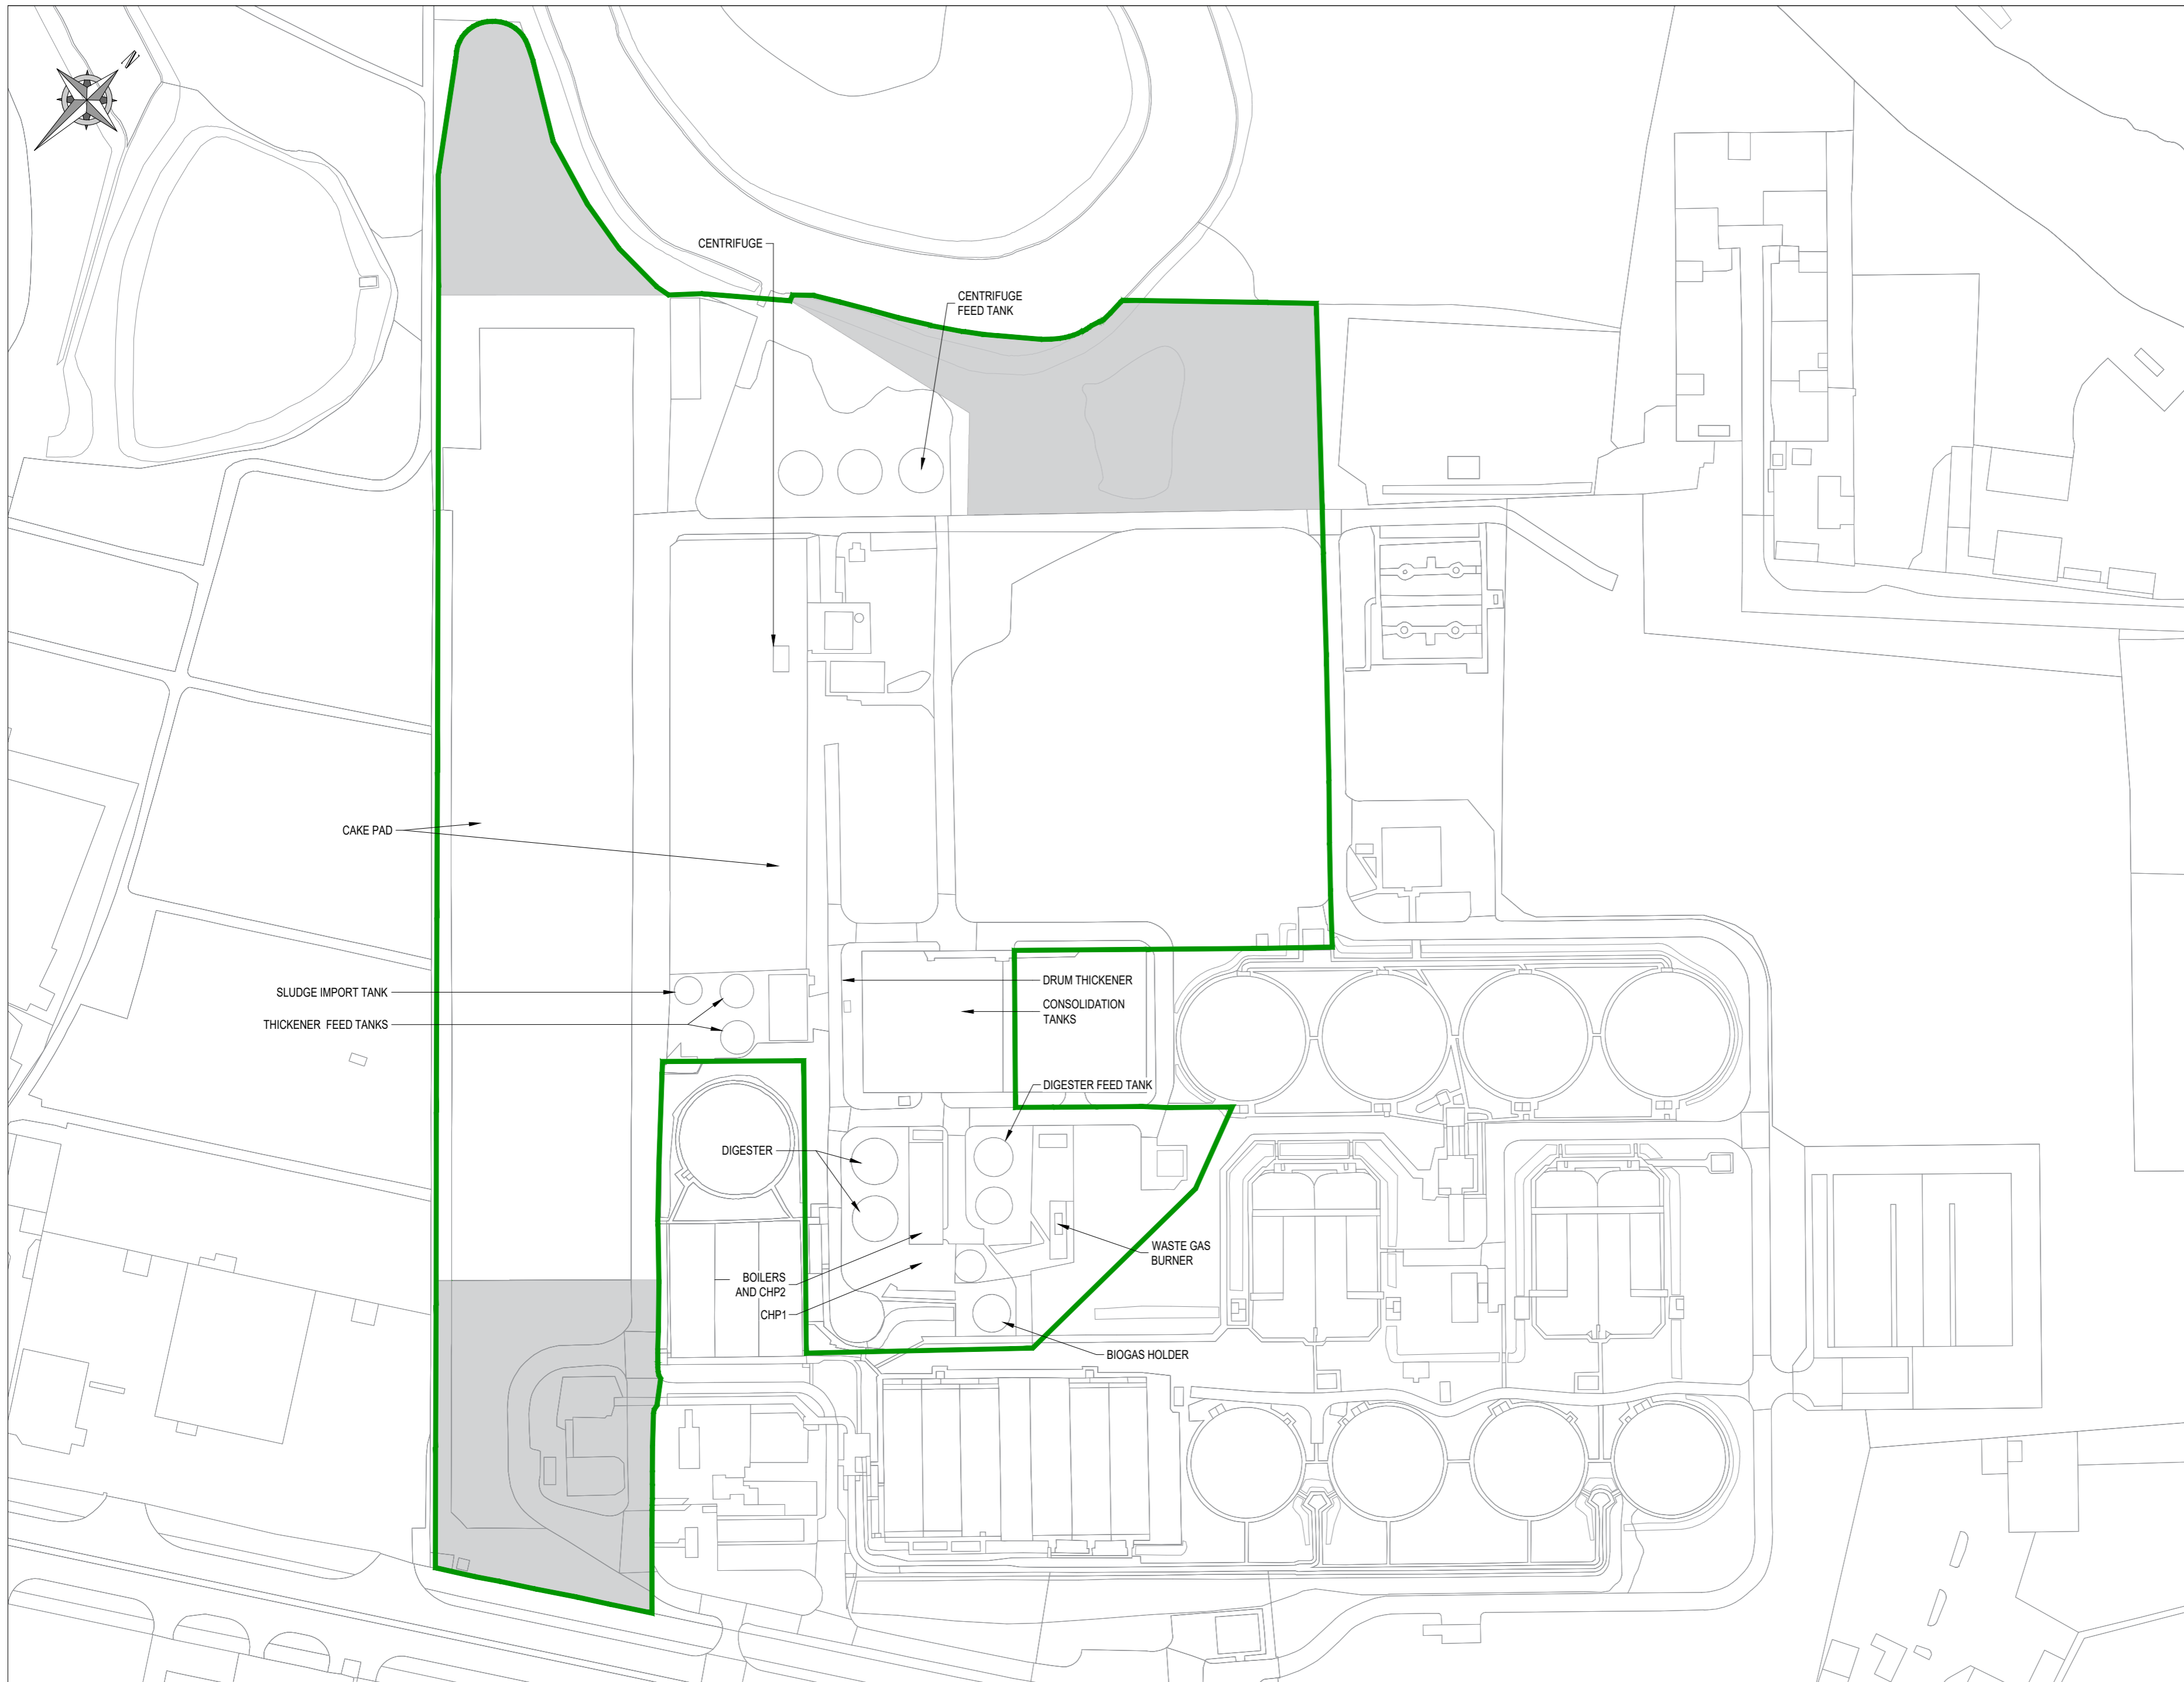 N
CENTRIFUGE
CENTRIFUGE
FEED TANK
CAKE PAD
SLUDGE IMPORT TANK
THICKENER FEED TANKS
DRUM THICKENER
CONSOLIDATION
TANKS
DIGESTER FEED TANK
DIGESTER
WASTE GAS
BURNER
BOILERS
AND CHP2
CHP1
BIOGAS HOLDER